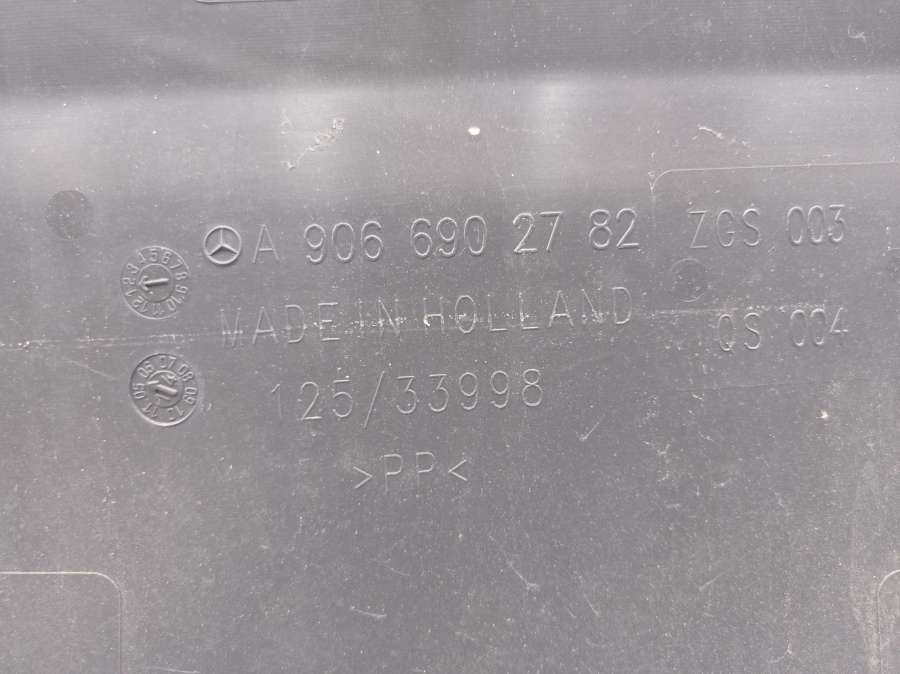 A 906 690 27 82 ZGS 003
MADE IN HOLLAND QS 004
125/33998
>PP<